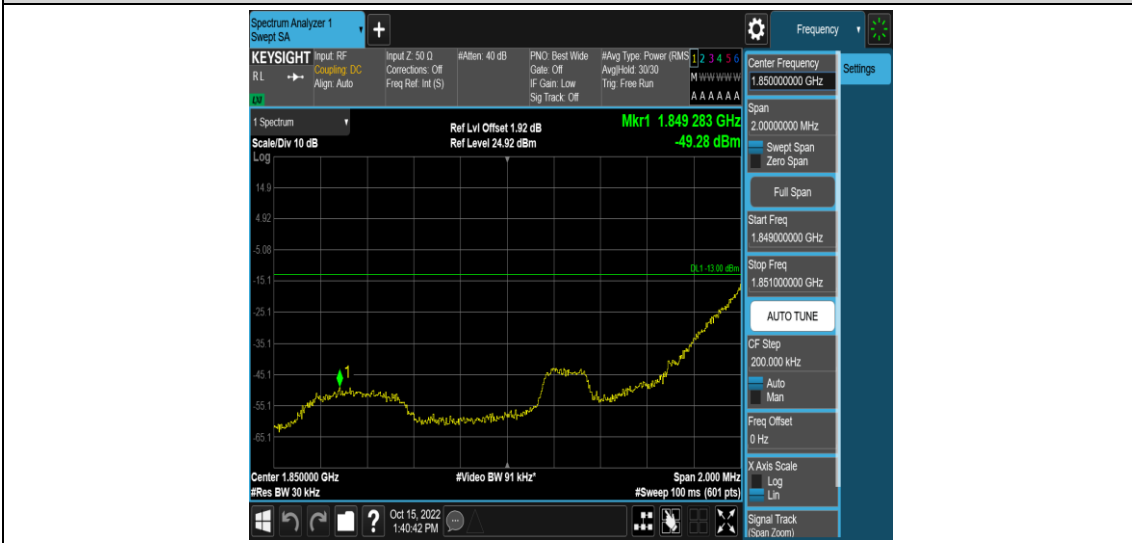 Spectrum Analyzer 1
Swept SA
+
Frequency
KEYSIGHT
RL
LXI
Input: RF
Coupling: DC
Align: Auto
Input Z: 50 Ω
Corrections: Off
Freq Ref: Int (S)
#Atten: 40 dB
PNO: Best Wide
Gate: Off
IF Gain: Low
Sig Track: Off
#Avg Type: Power (RMS
Avg|Hold: 30/30
Trig: Free Run
1 2 3 4 5 6
M W W W W W
A A A A A A
1 Spectrum
Scale/Div 10 dB
Ref Lvl Offset 1.92 dB
Ref Level 24.92 dBm
Mkr1 1.849 283 GHz
-49.28 dBm
Log
14.9
4.92
-5.08
-15.1
-25.1
-35.1
-45.1
-55.1
-65.1
DL1 -13.00 dBm
1
Center 1.850000 GHz
#Res BW 30 kHz
#Video BW 91 kHz*
Span 2.000 MHz
#Sweep 100 ms (601 pts)
Oct 15, 2022
1:40:42 PM
?
Center Frequency
1.850000000 GHz
Span
2.00000000 MHz
Swept Span
Zero Span
Full Span
Start Freq
1.849000000 GHz
Stop Freq
1.851000000 GHz
AUTO TUNE
CF Step
200.000 kHz
Auto
Man
Freq Offset
0 Hz
X Axis Scale
Log
Lin
Signal Track
(Span Zoom)
Settings